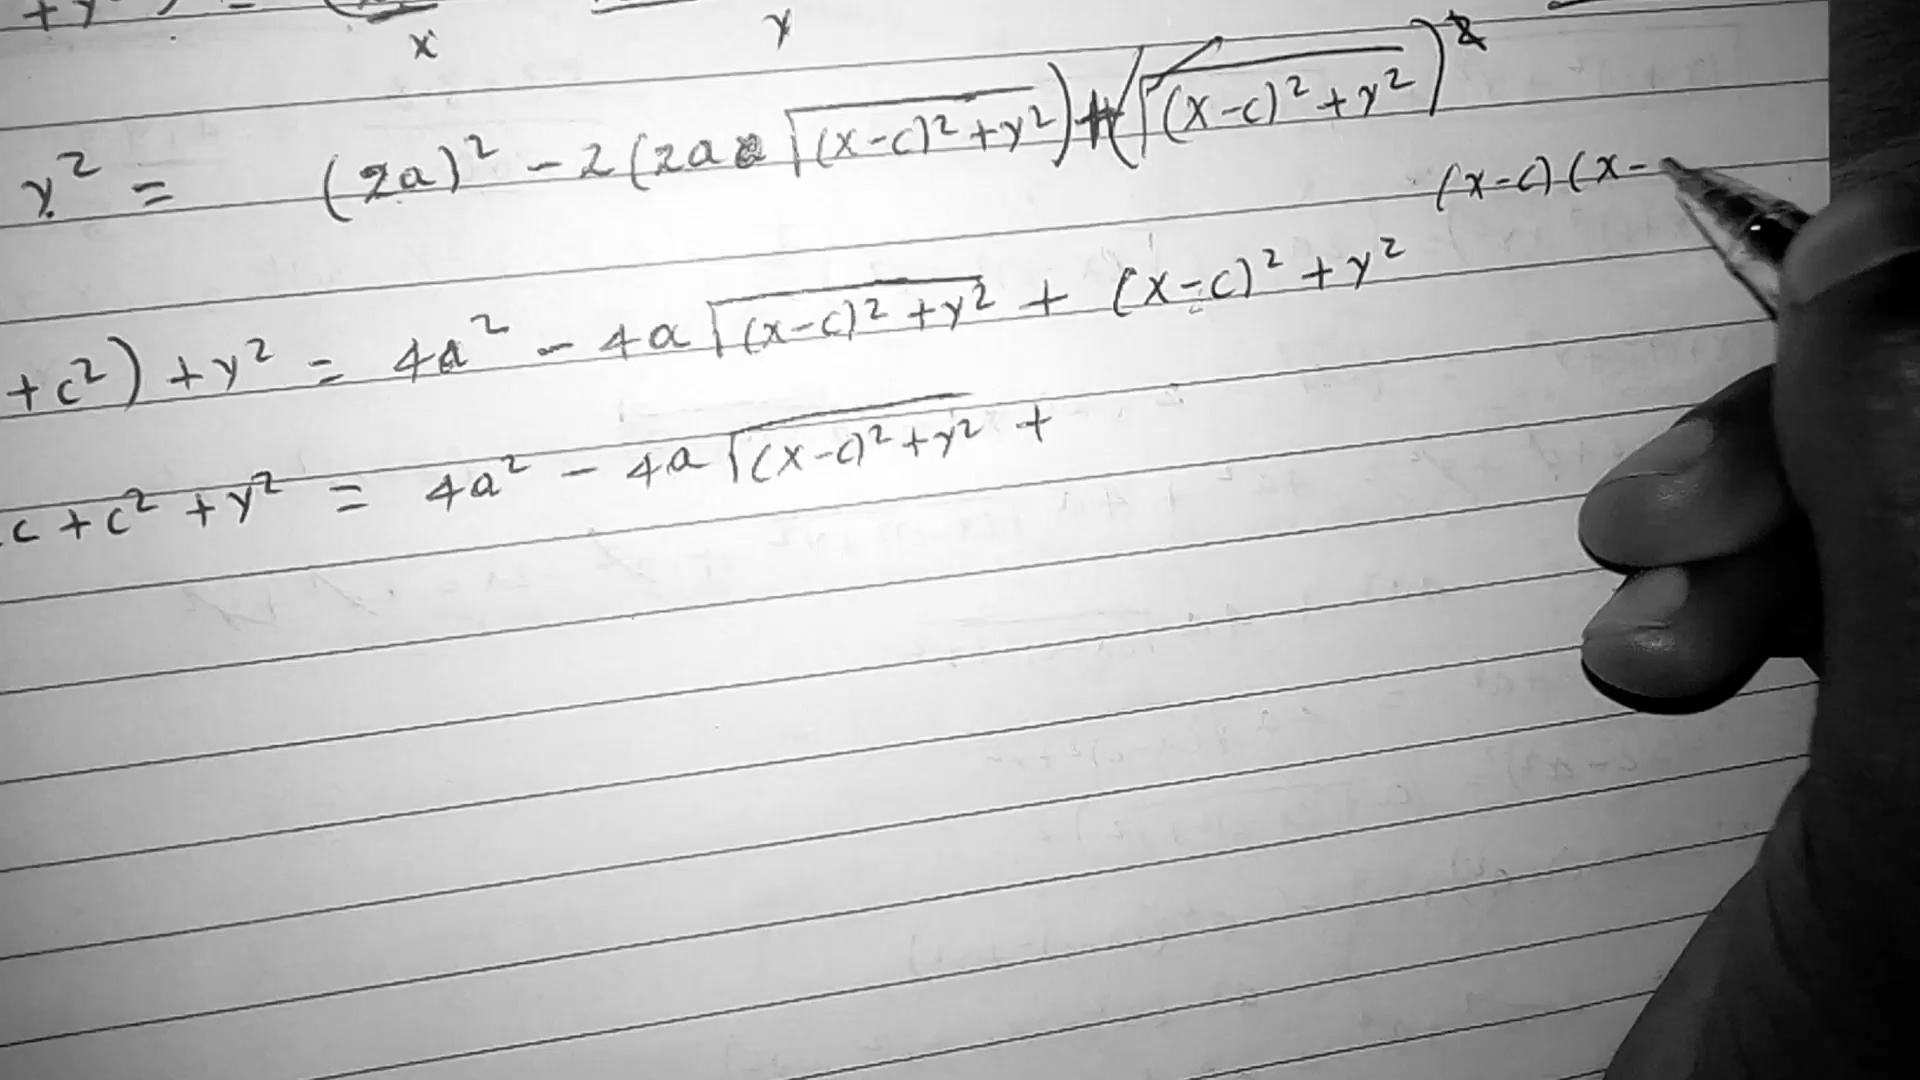 x y
y² = (2a)² - 2(2a √(x-c)²+y²) + (√(x-c)²+y²)²
(x-c)(x-
+c²) + y² = 4a² - 4a √(x-c)²+y² + (x-c)²+y²
c + c² + y² = 4a² - 4a √(x-c)²+y² +